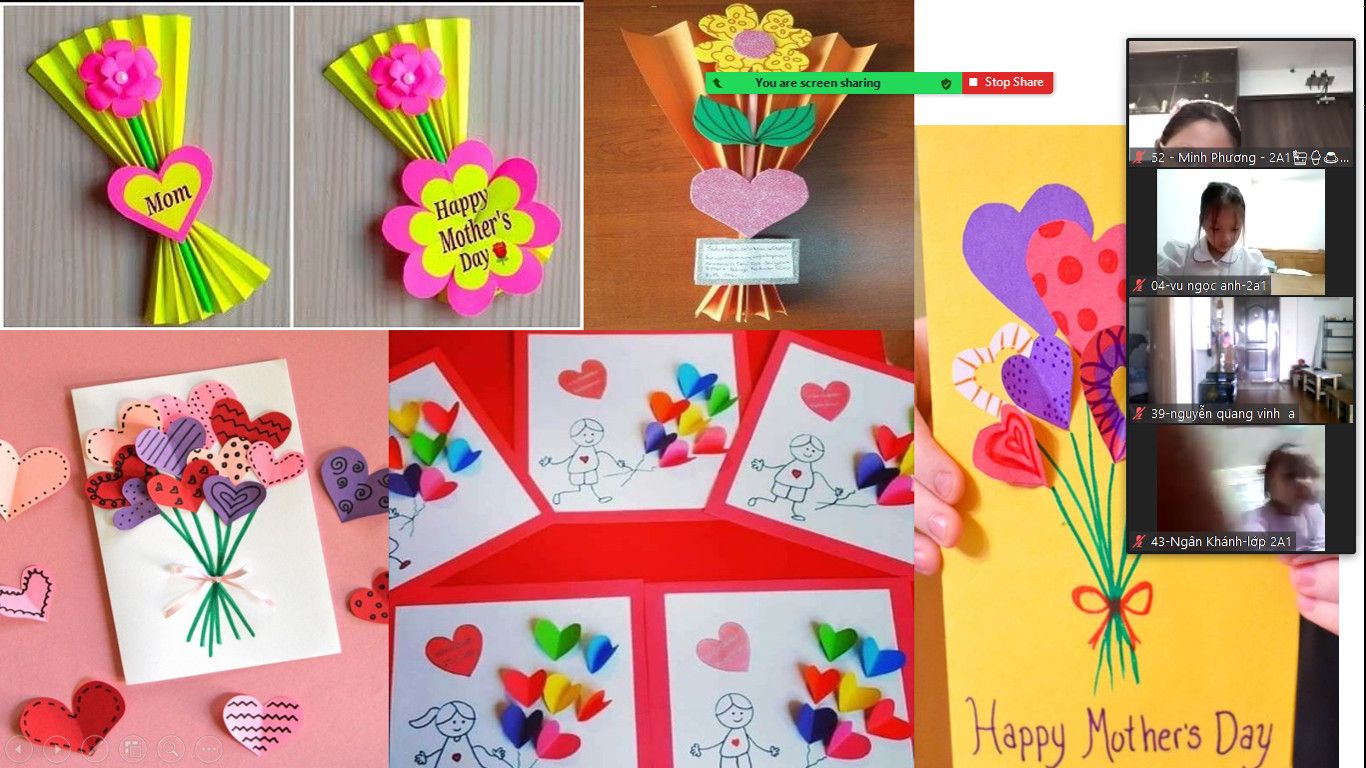 You are screen sharing
Stop Share
Mom
Happy
Mother's
Day
52 - Minh Phương - 2A1
04-vu ngọc anh-2a1
39-nguyễn quang vinh a
43-Ngân Khánh-lớp 2A1
Happy Mother's Day